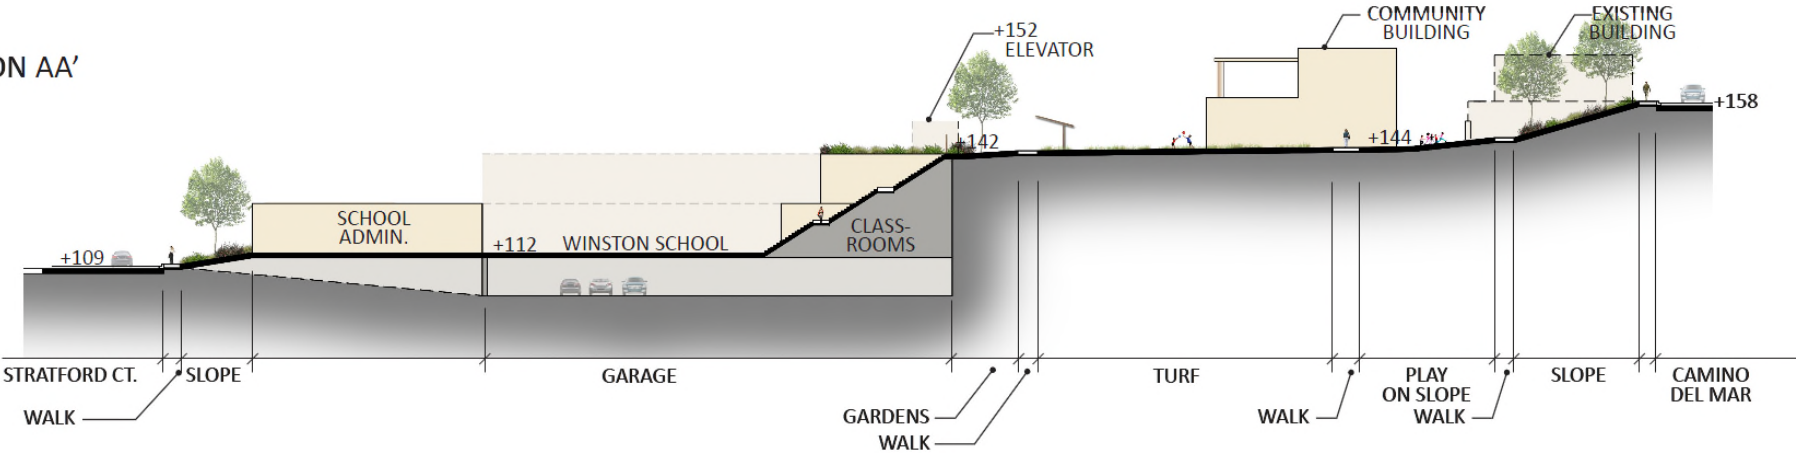 ON AA’
+152
ELEVATOR
COMMUNITY
BUILDING
EXISTING
BUILDING
+158
+142
+144
SCHOOL
ADMIN.
+112
WINSTON SCHOOL
CLASS-
ROOMS
+109
STRATFORD CT.
SLOPE
GARAGE
TURF
PLAY
ON SLOPE
SLOPE
CAMINO
DEL MAR
WALK
GARDENS
WALK
WALK
WALK